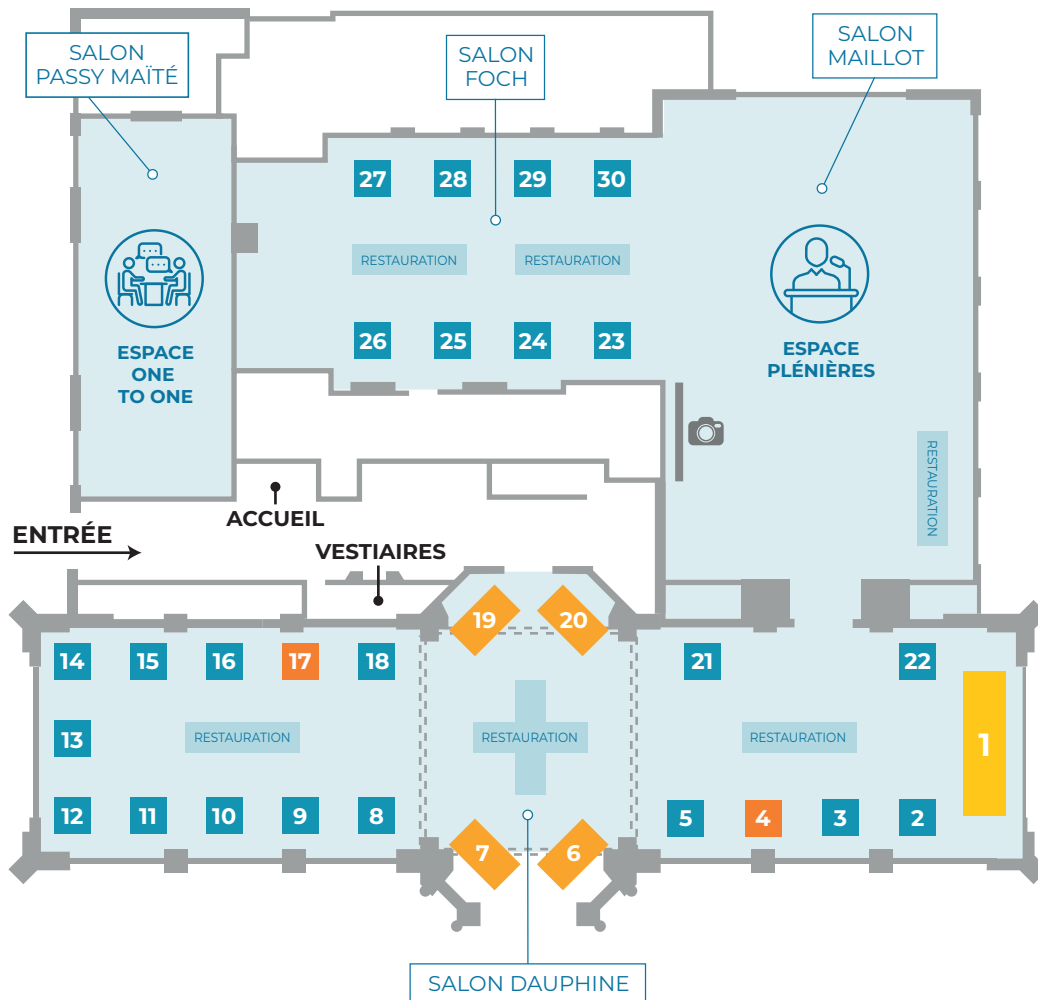 SALON
PASSY MAÏTÉ
SALON
FOCH
SALON
MAILLOT
27
28
29
30
RESTAURATION
RESTAURATION
26
25
24
23
ESPACE
ONE
TO ONE
ESPACE
PLÉNIÈRES
RESTAURATION
ACCUEIL
ENTRÉE
VESTIAIRES
19
20
14
15
16
17
18
21
22
13
RESTAURATION
RESTAURATION
RESTAURATION
1
12
11
10
9
8
7
6
5
4
3
2
SALON DAUPHINE